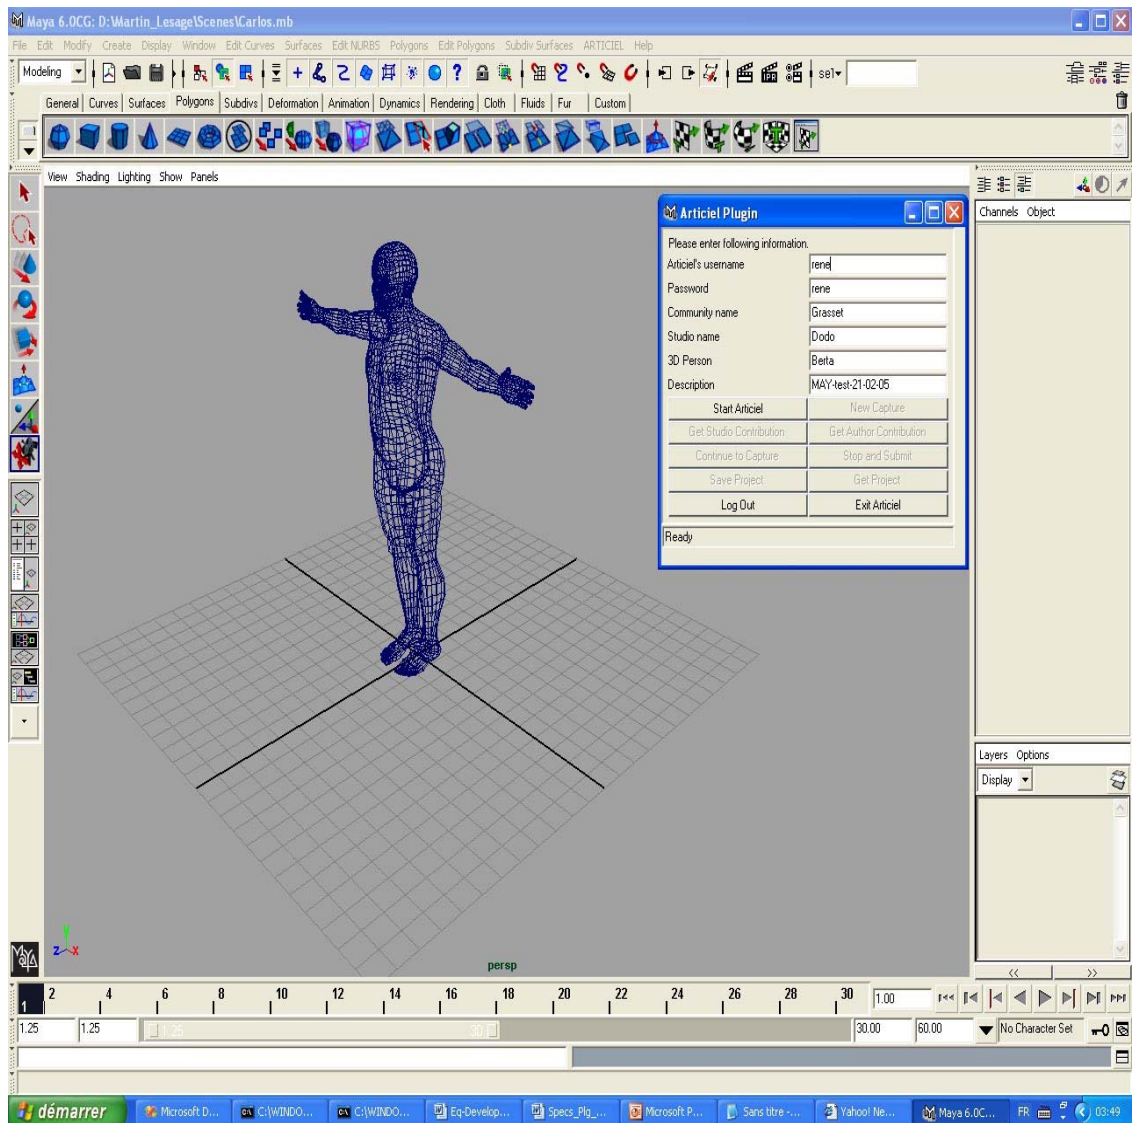 Maya 6.0CG: D:\Martin_Lesage\Scenes\Carlos.mb
File Edit Modify Create Display Window Edit Curves Surfaces Edit NURBS Polygons Edit Polygons Subdiv Surfaces ARTICIEL Help
Modeling sel
General Curves Surfaces Polygons Subdivs Deformation Animation Dynamics Rendering Cloth Fluids Fur Custom
View Shading Lighting Show Panels
Channels Object
Articiel Plugin
Please enter following information.
Articiel's username rene
Password rene
Community name Grasset
Studio name Dodo
3D Person Berta
Description MAY-test-21-02-05
Start Articiel New Capture
Get Studio Contribution Get Author Contribution
Continue to Capture Stop and Submit
Save Project Get Project
Log Out Exit Articiel
Ready
Layers Options
Display
y
z x
MAYA
persp
<< >>
1 2 4 6 8 10 12 14 16 18 20 22 24 26 28 30 1.00
1.25 1.25 1.25 30 30.00 60.00 No Character Set
démarrer Microsoft D... C:\WINDO... C:\WINDO... Eq-Develop... Specs_Plg_... Microsoft P... Sans titre -... Yahoo! Ne... Maya 6.0C... FR 03:49